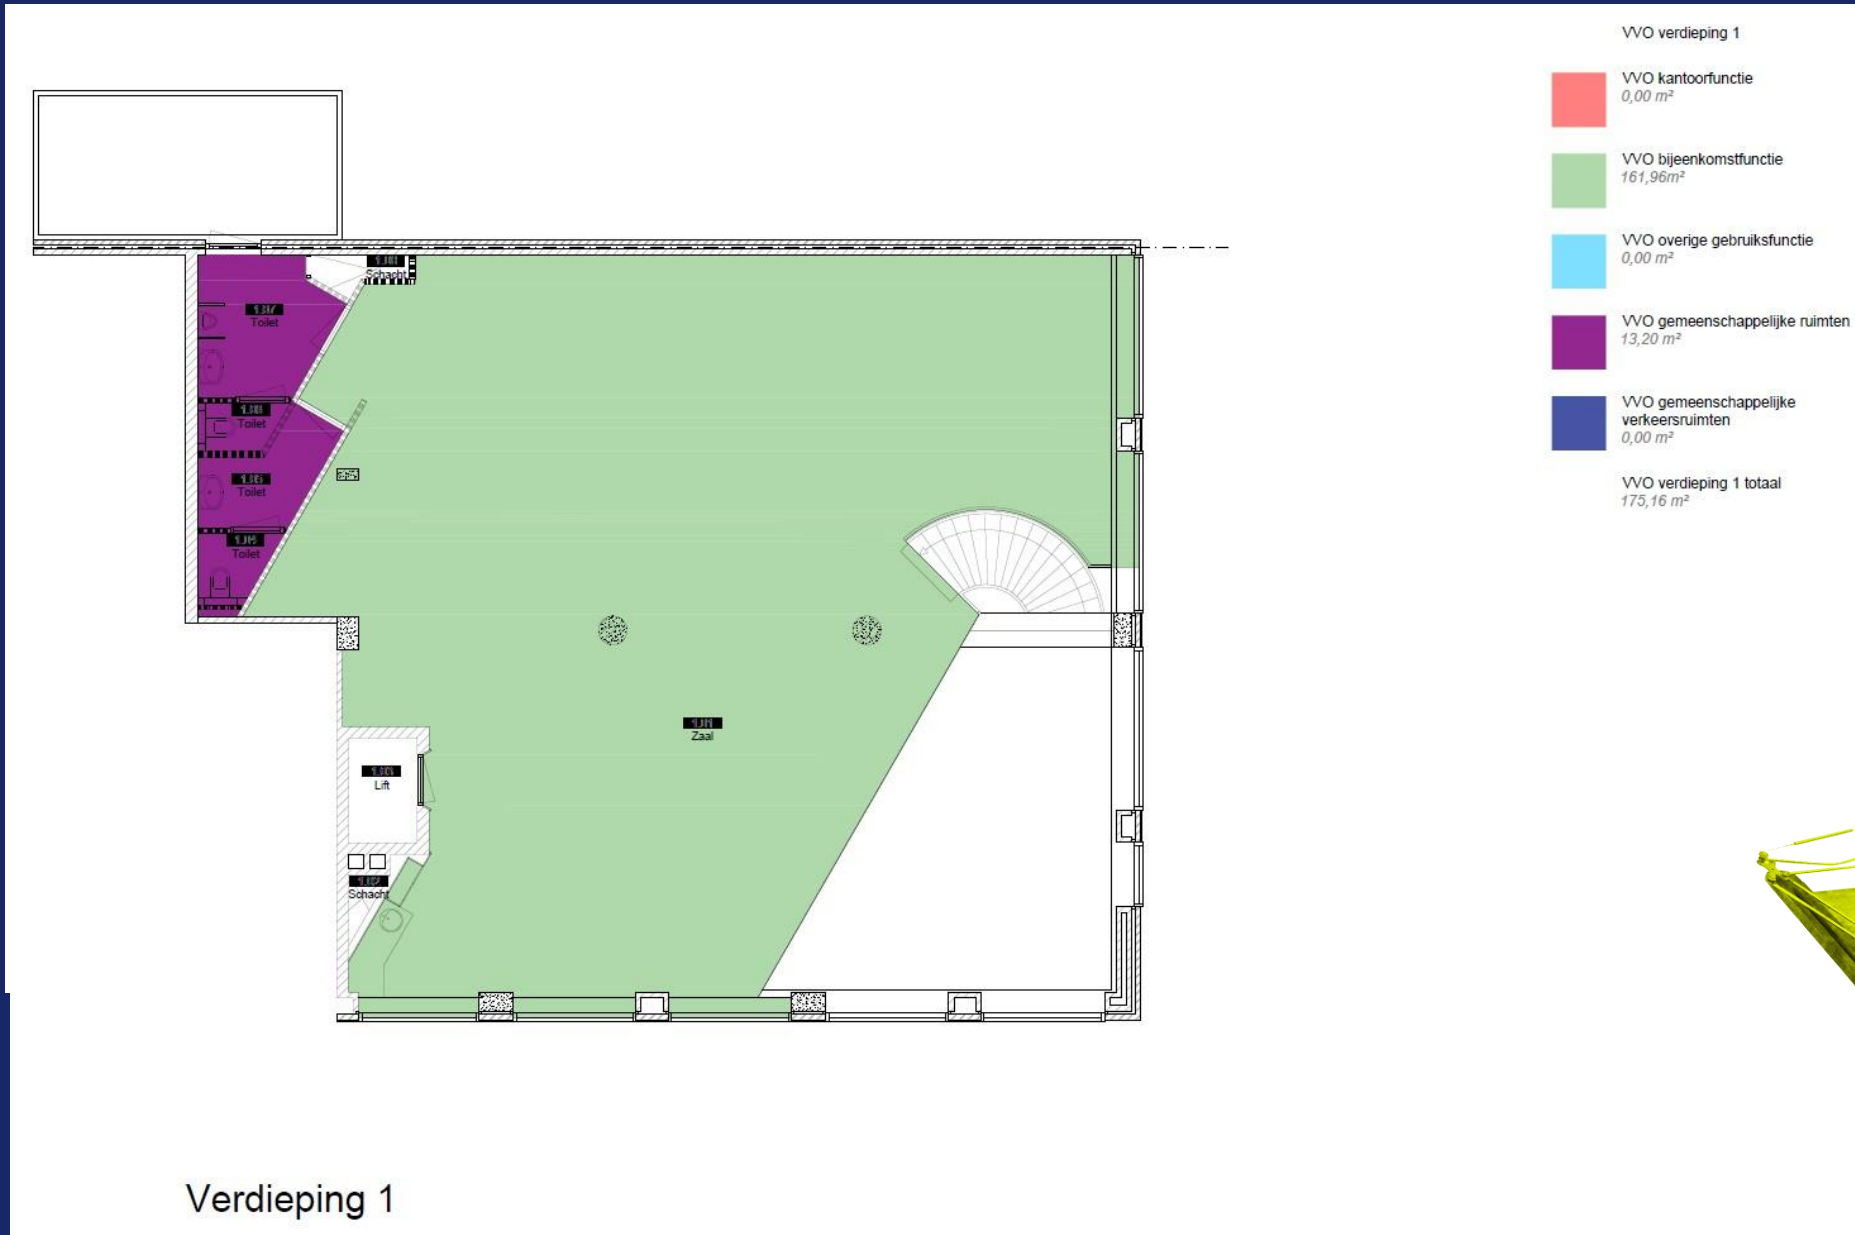 VVO verdieping 1
VVO kantoorfunctie
0,00 m²
VVO bijeenkomstfunctie
161,96m²
VVO overige gebruiksfunctie
0,00 m²
VVO gemeenschappelijke ruimten
13,20 m²
VVO gemeenschappelijke
verkeersruimten
0,00 m²
VVO verdieping 1 totaal
175,16 m²
Schacht
Toilet
Toilet
Toilet
Toilet
Zaal
Lift
Schacht
Verdieping 1